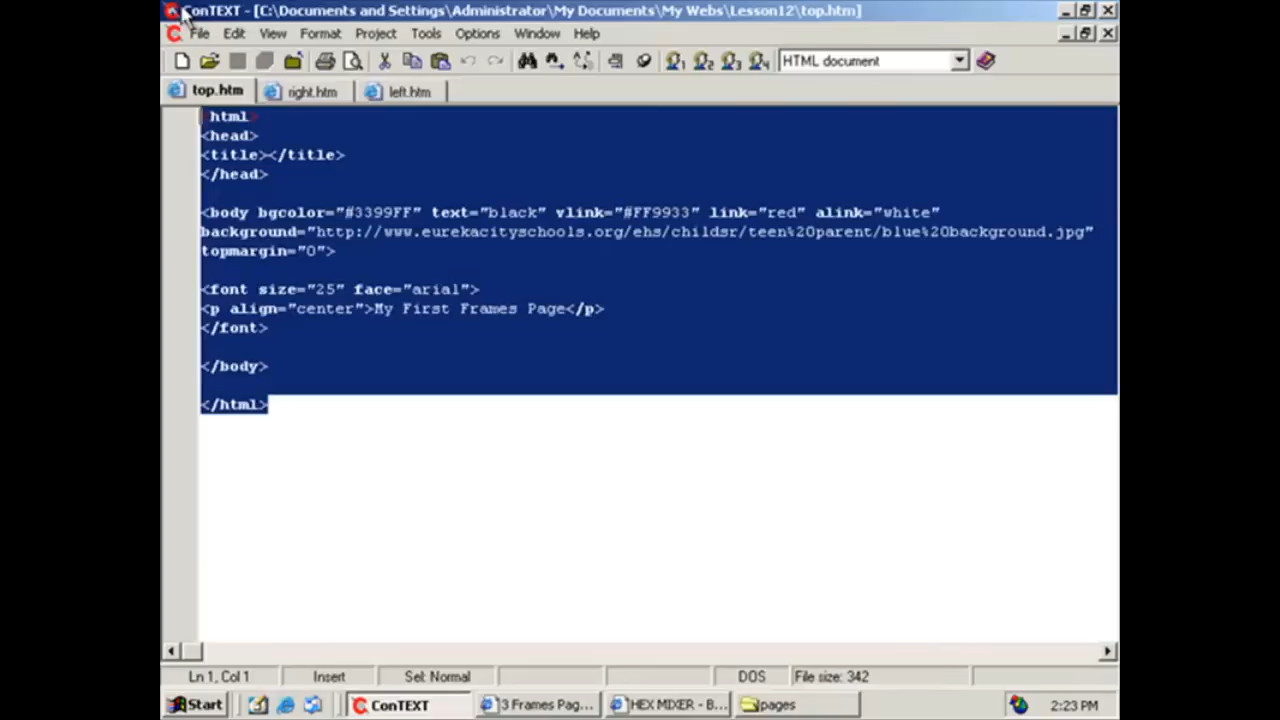 ConTEXT - [C:\Documents and Settings\Administrator\My Documents\My Webs\Lesson12\top.htm]
File Edit View Format Project Tools Options Window Help
1 2 3 4 HTML document
top.htm right.htm left.htm
html>
<head>
<title></title>
</head>
<body bgcolor="#3399FF" text="black" vlink="#FF9933" link="red" alink="white"
background="http://www.eurekacityschools.org/ehs/childsr/teen%20parent/blue%20background.jpg"
topmargin="0">
<font size="25" face="arial">
<p align="center">My First Frames Page</p>
</font>
</body>
</html>
Ln 1, Col 1 Insert Sel: Normal DOS File size: 342
Start ConTEXT 3 Frames Pag... HEX MIXER - B... pages 2:23 PM